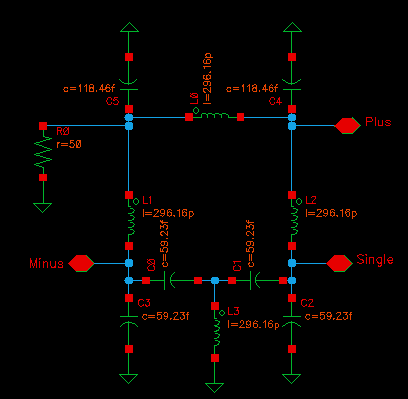 l=296.16p
L0
c=118.46f
C5
c=118.46f
C4
Plus
R0
r=50
L1
l=296.16p
L2
l=296.16p
c=59.23f
C0
c=59.23f
C1
Minus
Single
C3
c=59.23f
L3
l=296.16p
C2
c=59.23f